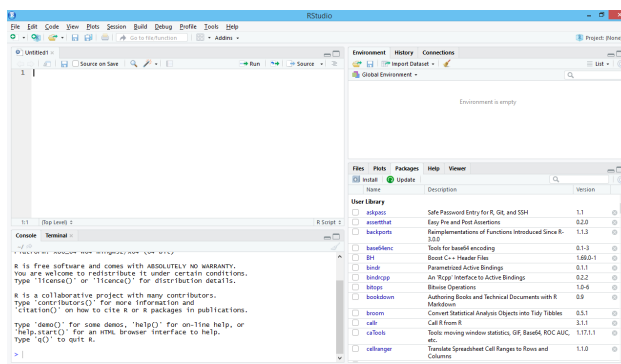 RStudio
File Edit Code View Plots Session Build Debug Profile Tools Help
Go to file/function Addins Project: (None
Untitled1
Source on Save Run Source
1
1:1 (Top Level) R Script
Console Terminal
~/
R is free software and comes with ABSOLUTELY NO WARRANTY.
You are welcome to redistribute it under certain conditions.
Type 'license()' or 'licence()' for distribution details.
R is a collaborative project with many contributors.
Type 'contributors()' for more information and
'citation()' on how to cite R or R packages in publications.
Type 'demo()' for some demos, 'help()' for on-line help, or
'help.start()' for an HTML browser interface to help.
Type 'q()' to quit R.
>
Environment History Connections
Import Dataset List
Global Environment
Environment is empty
Files Plots Packages Help Viewer
Install Update
Name Description Version
User Library
askpass Safe Password Entry for R, Git, and SSH 1.1
assertthat Easy Pre and Post Assertions 0.2.0
backports Reimplementations of Functions Introduced Since R-
3.0.0 1.1.3
base64enc Tools for base64 encoding 0.1-3
BH Boost C++ Header Files 1.69.0-1
bindr Parametrized Active Bindings 0.1.1
bindrcpp An 'Rcpp' Interface to Active Bindings 0.2.2
bitops Bitwise Operations 1.0-6
bookdown Authoring Books and Technical Documents with R
Markdown 0.9
broom Convert Statistical Analysis Objects into Tidy Tibbles 0.5.1
callr Call R from R 3.1.1
caTools Tools: moving window statistics, GIF, Base64, ROC AUC,
etc. 1.17.1.1
cellranger Translate Spreadsheet Cell Ranges to Rows and
Columns 1.1.0